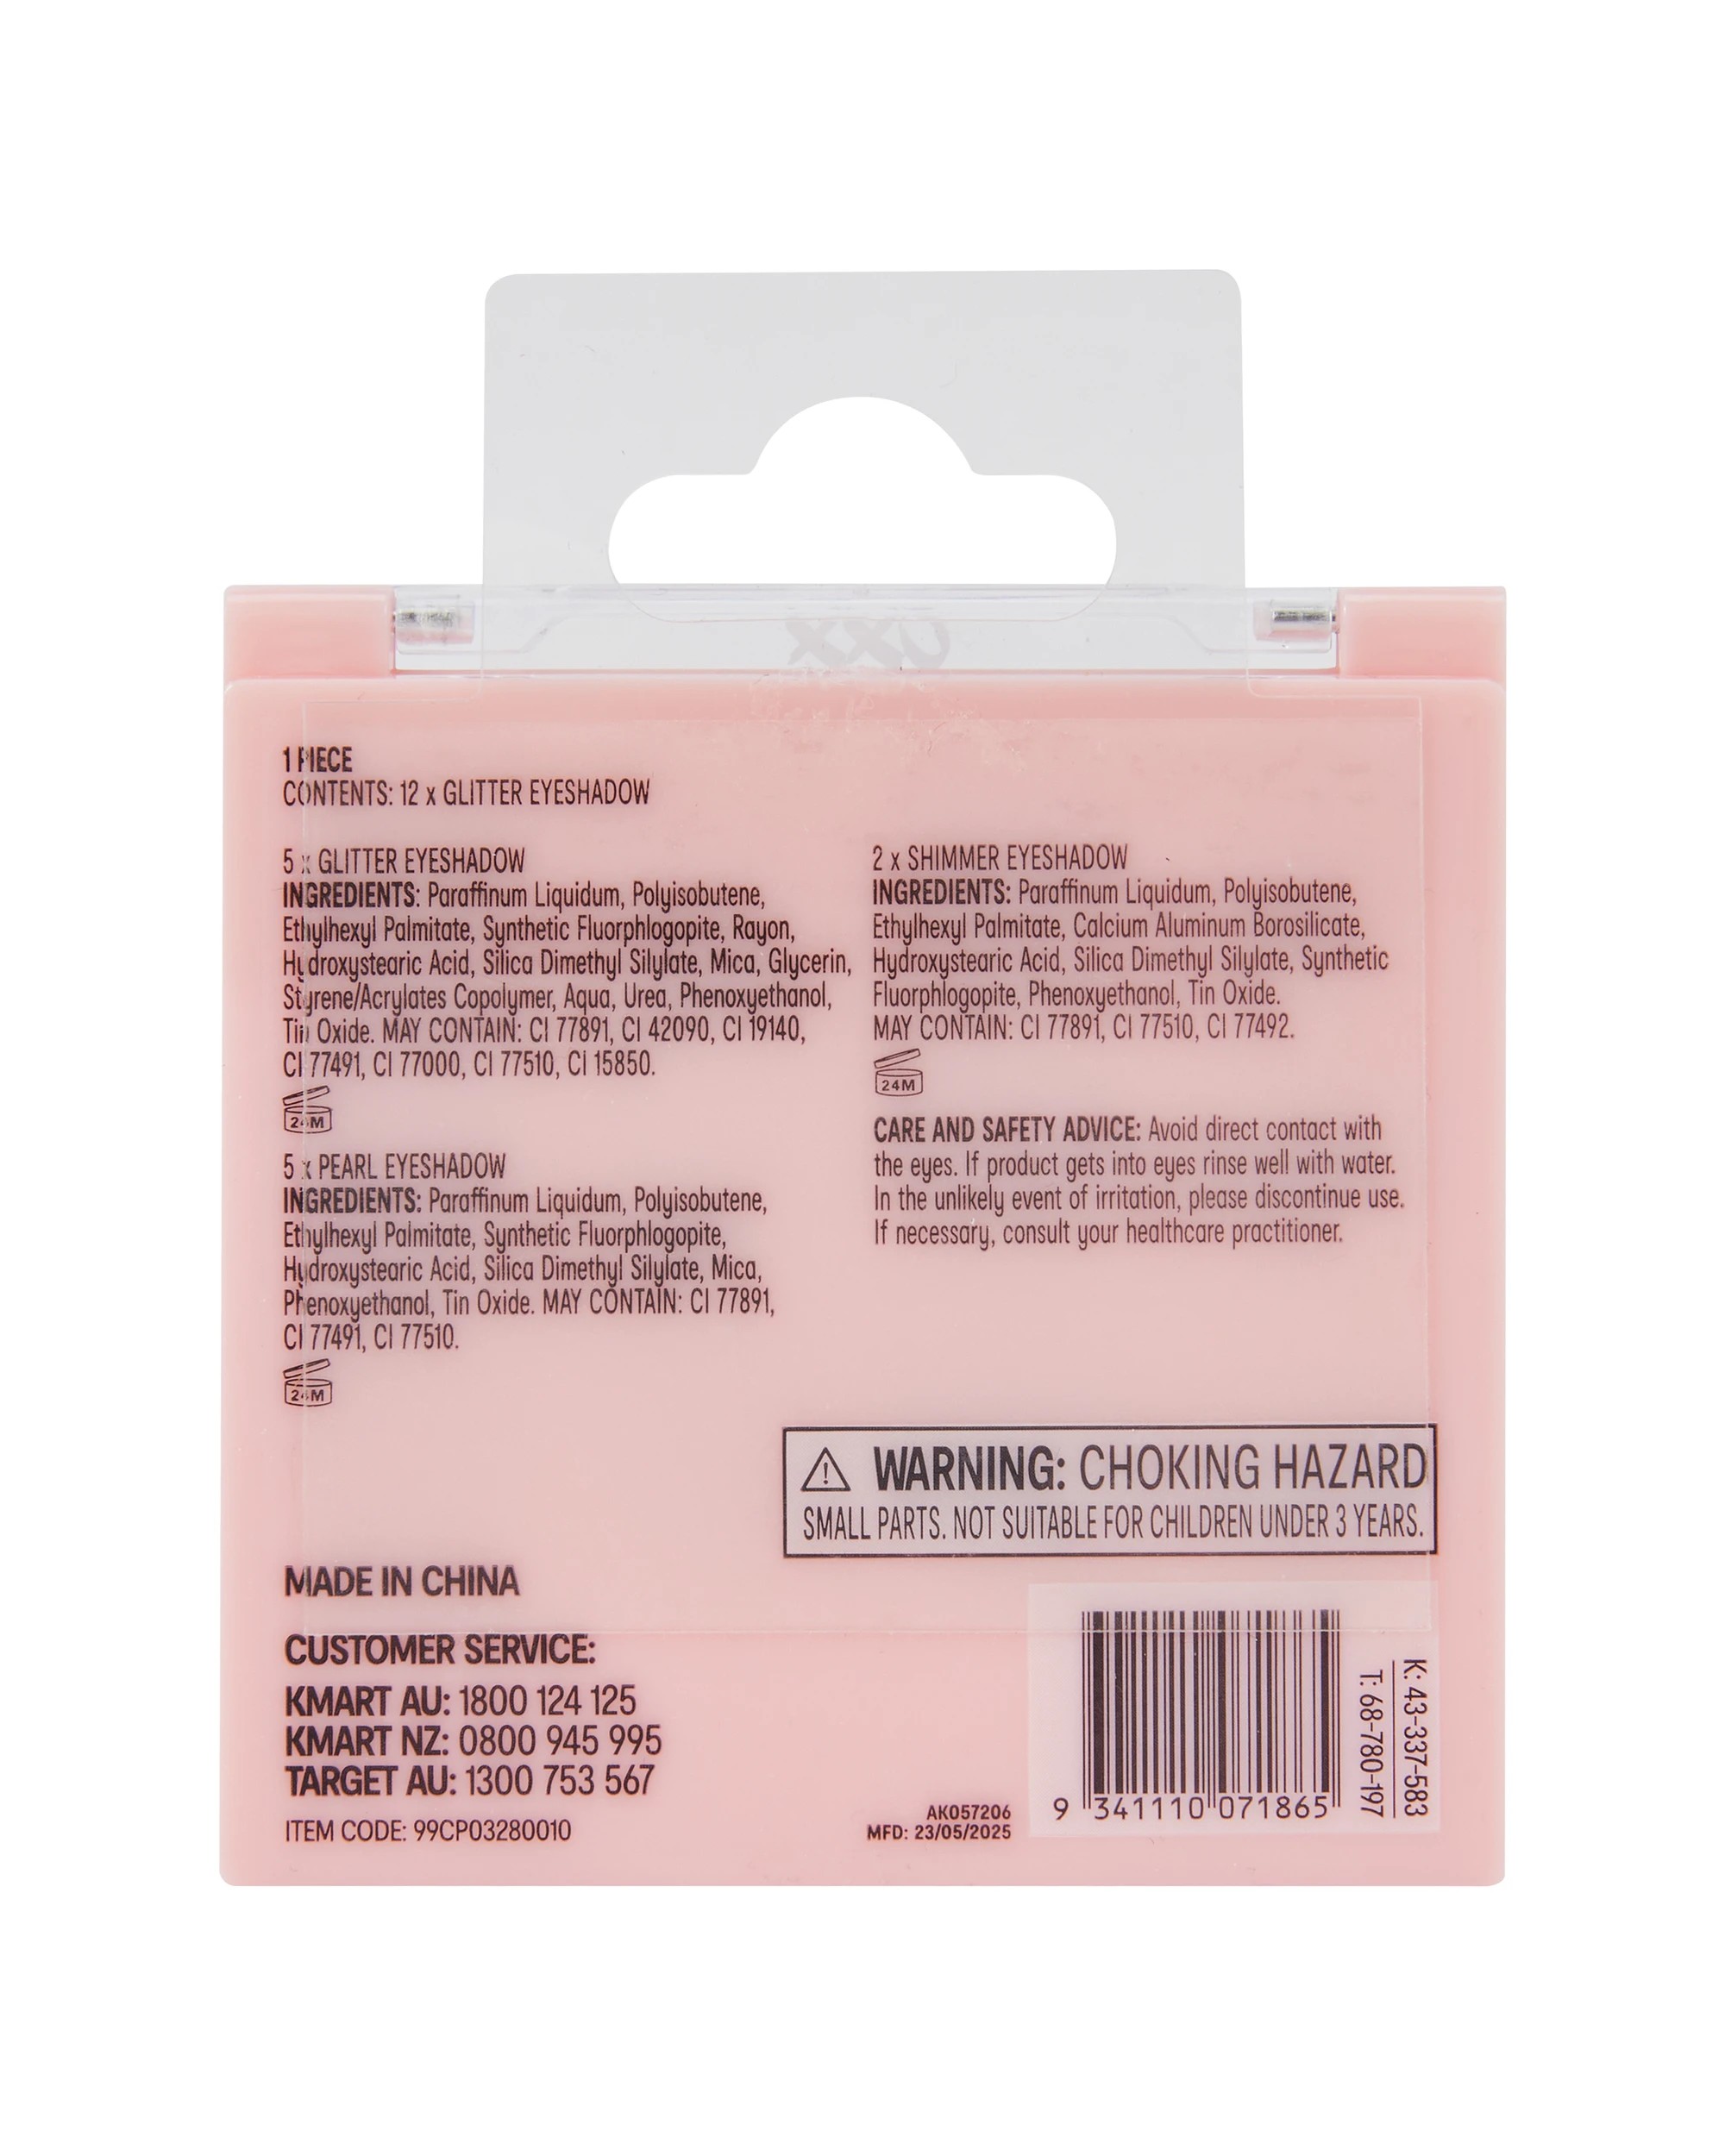 OXX
1 PIECE
CONTENTS: 12 x GLITTER EYESHADOW
5 x GLITTER EYESHADOW
INGREDIENTS: Paraffinum Liquidum, Polyisobutene,
Ethylhexyl Palmitate, Synthetic Fluorphlogopite, Rayon,
Hydroxystearic Acid, Silica Dimethyl Silylate, Mica, Glycerin,
Styrene/Acrylates Copolymer, Aqua, Urea, Phenoxyethanol,
Tin Oxide. MAY CONTAIN: CI 77891, CI 42090, CI 19140,
CI 77491, CI 77000, CI 77510, CI 15850.
24M
5 x PEARL EYESHADOW
INGREDIENTS: Paraffinum Liquidum, Polyisobutene,
Ethylhexyl Palmitate, Synthetic Fluorphlogopite,
Hydroxystearic Acid, Silica Dimethyl Silylate, Mica,
Phenoxyethanol, Tin Oxide. MAY CONTAIN: CI 77891,
CI 77491, CI 77510.
24M
2 x SHIMMER EYESHADOW
INGREDIENTS: Paraffinum Liquidum, Polyisobutene,
Ethylhexyl Palmitate, Calcium Aluminum Borosilicate,
Hydroxystearic Acid, Silica Dimethyl Silylate, Synthetic
Fluorphlogopite, Phenoxyethanol, Tin Oxide.
MAY CONTAIN: CI 77891, CI 77510, CI 77492.
24M
CARE AND SAFETY ADVICE: Avoid direct contact with
the eyes. If product gets into eyes rinse well with water.
In the unlikely event of irritation, please discontinue use.
If necessary, consult your healthcare practitioner.
WARNING: CHOKING HAZARD
SMALL PARTS. NOT SUITABLE FOR CHILDREN UNDER 3 YEARS.
MADE IN CHINA
CUSTOMER SERVICE:
KMART AU: 1800 124 125
KMART NZ: 0800 945 995
TARGET AU: 1300 753 567
ITEM CODE: 99CP03280010
AK057206
MFD: 23/05/2025
9 341110 071865
K: 43-337-583
T: 68-780-197